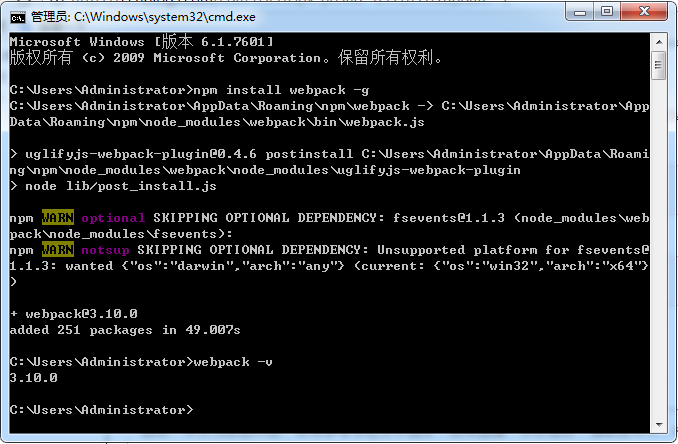 管理员: C:\Windows\system32\cmd.exe
Microsoft Windows [版本 6.1.7601]
版权所有 (c) 2009 Microsoft Corporation。保留所有权利。
C:\Users\Administrator>npm install webpack -g
C:\Users\Administrator\AppData\Roaming\npm\webpack -> C:\Users\Administrator\App
Data\Roaming\npm\node_modules\webpack\bin\webpack.js
> uglifyjs-webpack-plugin@0.4.6 postinstall C:\Users\Administrator\AppData\Roami
ng\npm\node_modules\webpack\node_modules\uglifyjs-webpack-plugin
> node lib/post_install.js
npm WARN optional SKIPPING OPTIONAL DEPENDENCY: fsevents@1.1.3 (node_modules\web
pack\node_modules\fsevents):
npm WARN notsup SKIPPING OPTIONAL DEPENDENCY: Unsupported platform for fsevents@
1.1.3: wanted {"os":"darwin","arch":"any"} (current: {"os":"win32","arch":"x64"}
)
+ webpack@3.10.0
added 251 packages in 49.007s
C:\Users\Administrator>webpack -v
3.10.0
C:\Users\Administrator>